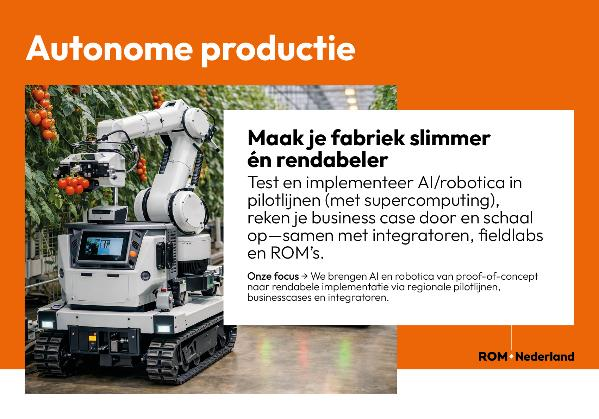 Autonome productie
Maak je fabriek slimmer
én rendabeler
Test en implementeer AI/robotica in
pilotlijnen (met supercomputing),
reken je business case door en schaal
op—samen met integratoren, fieldlabs
en ROM's.
Onze focus → We brengen AI en robotica van proof-of-concept
naar rendabele implementatie via regionale pilotlijnen,
businesscases en integratoren.
ROM Nederland